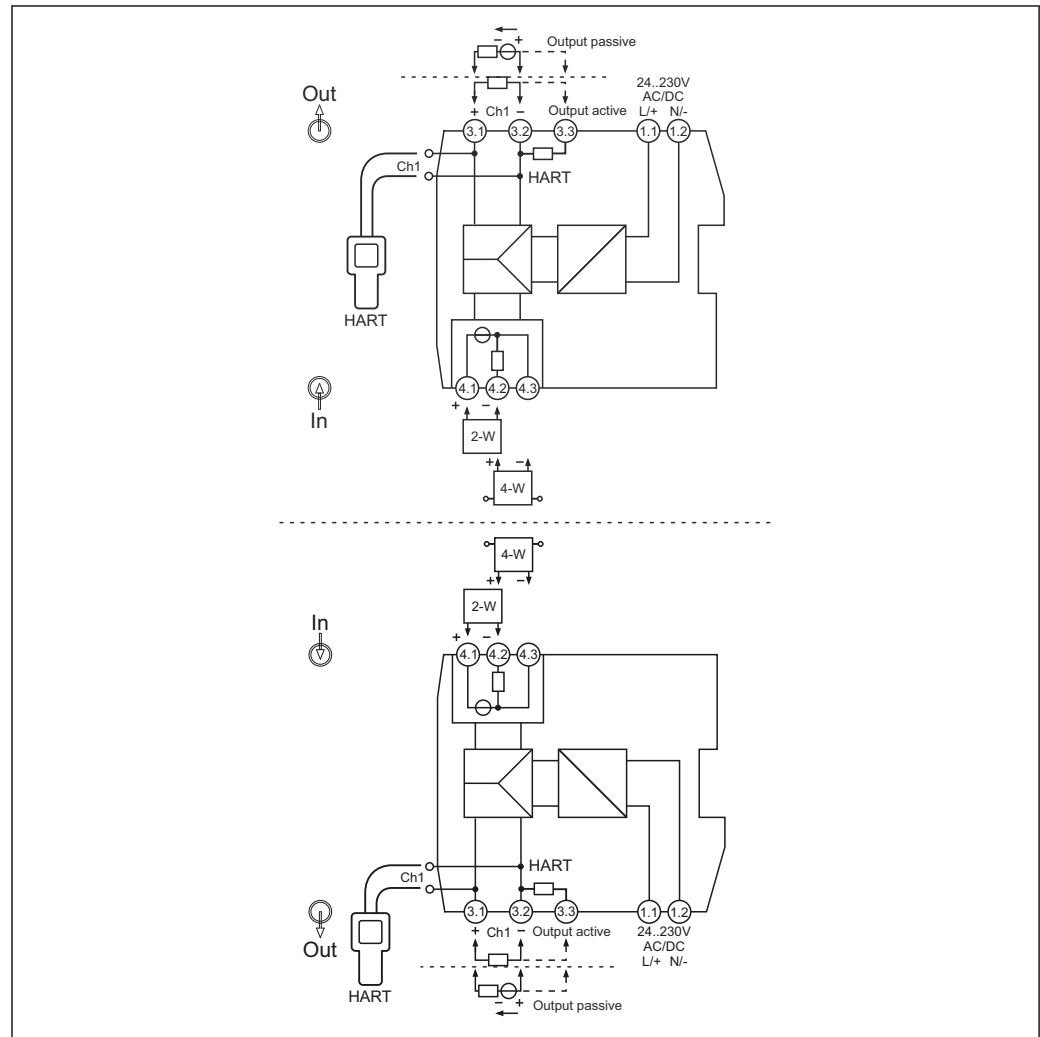 − +
Output passive
24..230V
AC/DC
L/+ N/-
Out
+ Ch1 − Output active
3.1 3.2 3.3 1.1 1.2
Ch1
HART
HART
4.1 4.2 4.3
In
+ −
2-W
+ −
4-W
4-W
+ −
2-W
In
+ −
4.1 4.2 4.3
HART
Ch1
3.1 3.2 3.3 1.1 1.2
+ Ch1 − Output active
24..230V
AC/DC
L/+ N/-
Out
HART
− +
Output passive